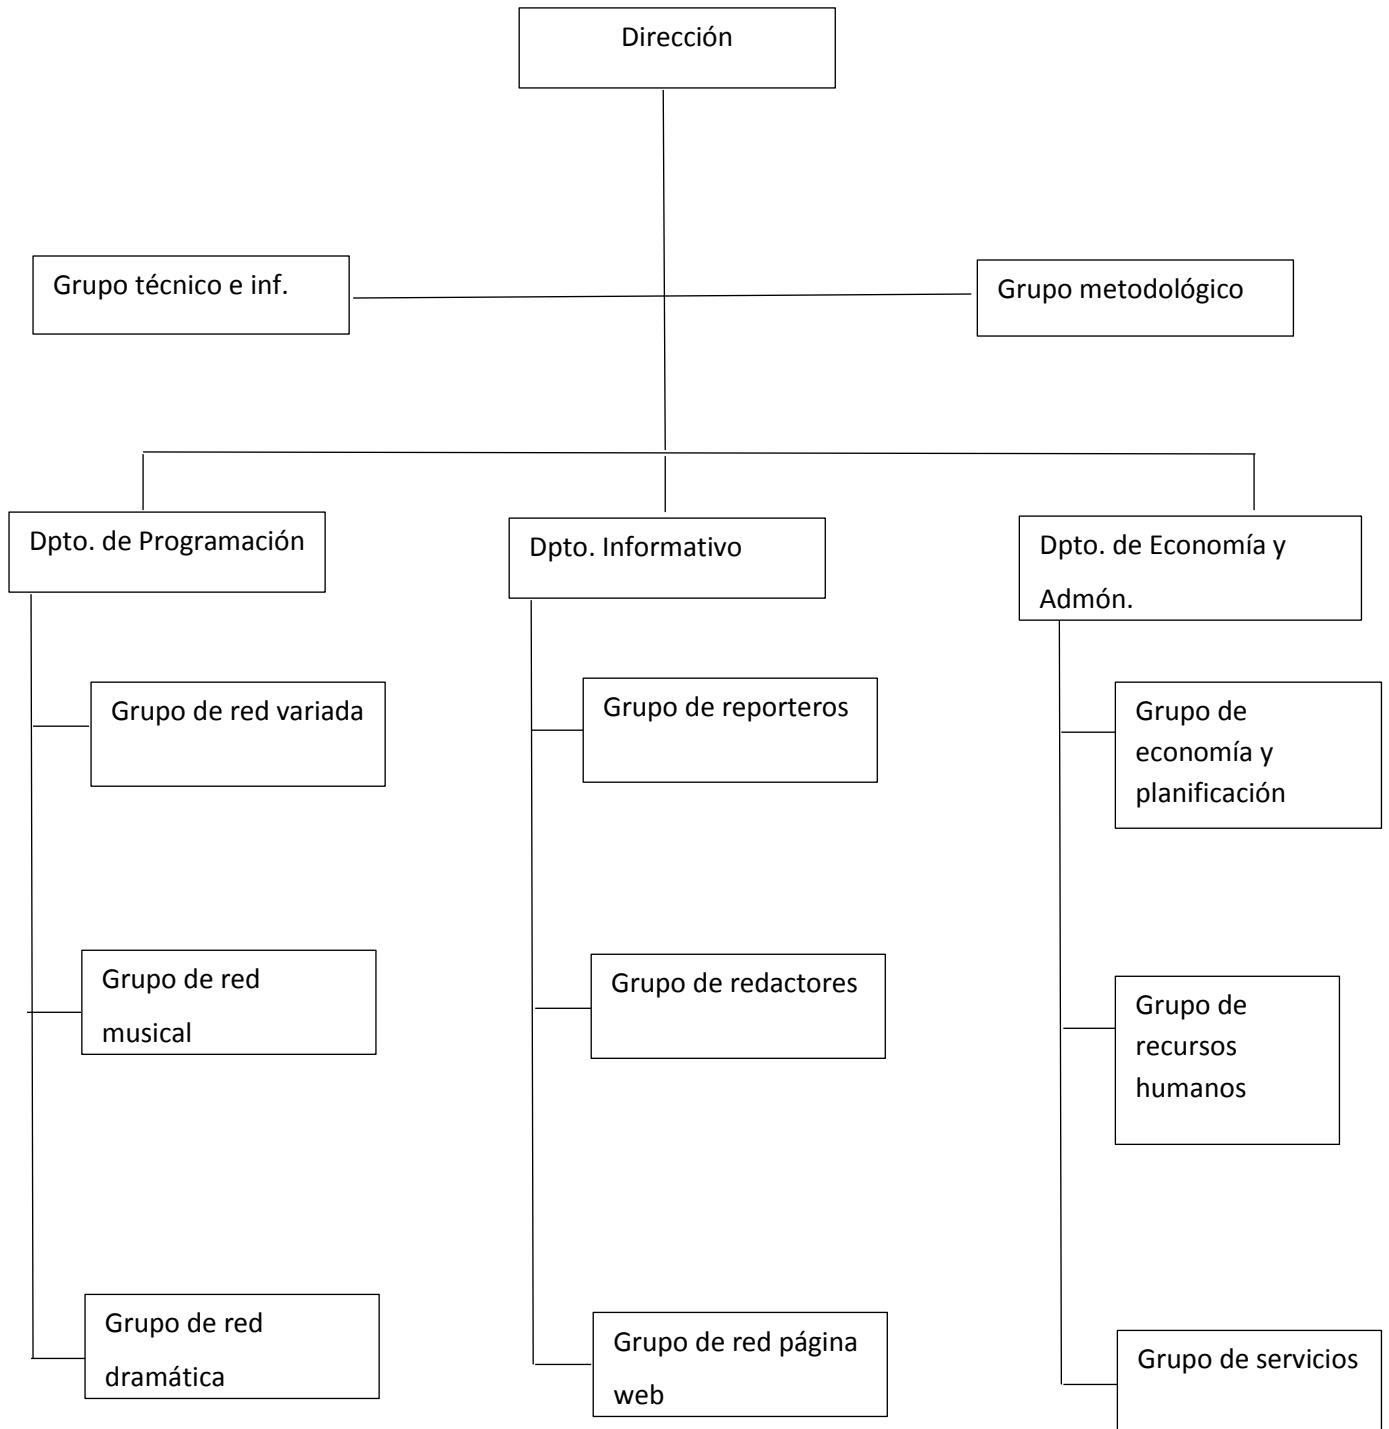 Dirección
Grupo técnico e inf.
Grupo metodológico
Dpto. de Programación
Dpto. Informativo
Dpto. de Economía y
Admón.
Grupo de red variada
Grupo de reporteros
Grupo de
economía y
planificación
Grupo de red
musical
Grupo de redactores
Grupo de
recursos
humanos
Grupo de red
dramática
Grupo de red página
web
Grupo de servicios